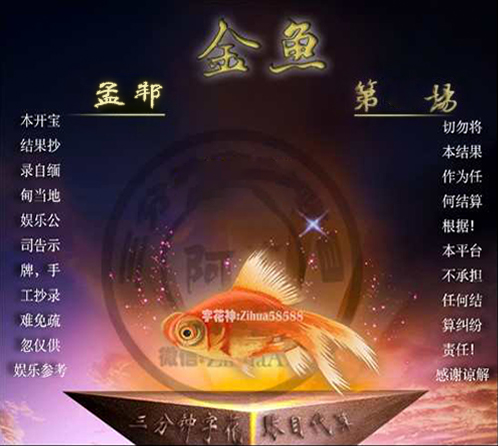 金鱼
孟邦
第 场
本开宝
结果抄
录自缅
甸当地
娱乐公
司告示
牌，手
工抄录
难免疏
忽仅供
娱乐参考
切勿将
本结果
作为任
何结算
根据！
本平台
不承担
任何结
算纠纷
责任！
感谢谅解
字花神:Zihua58588
三分钟字花 账目代算